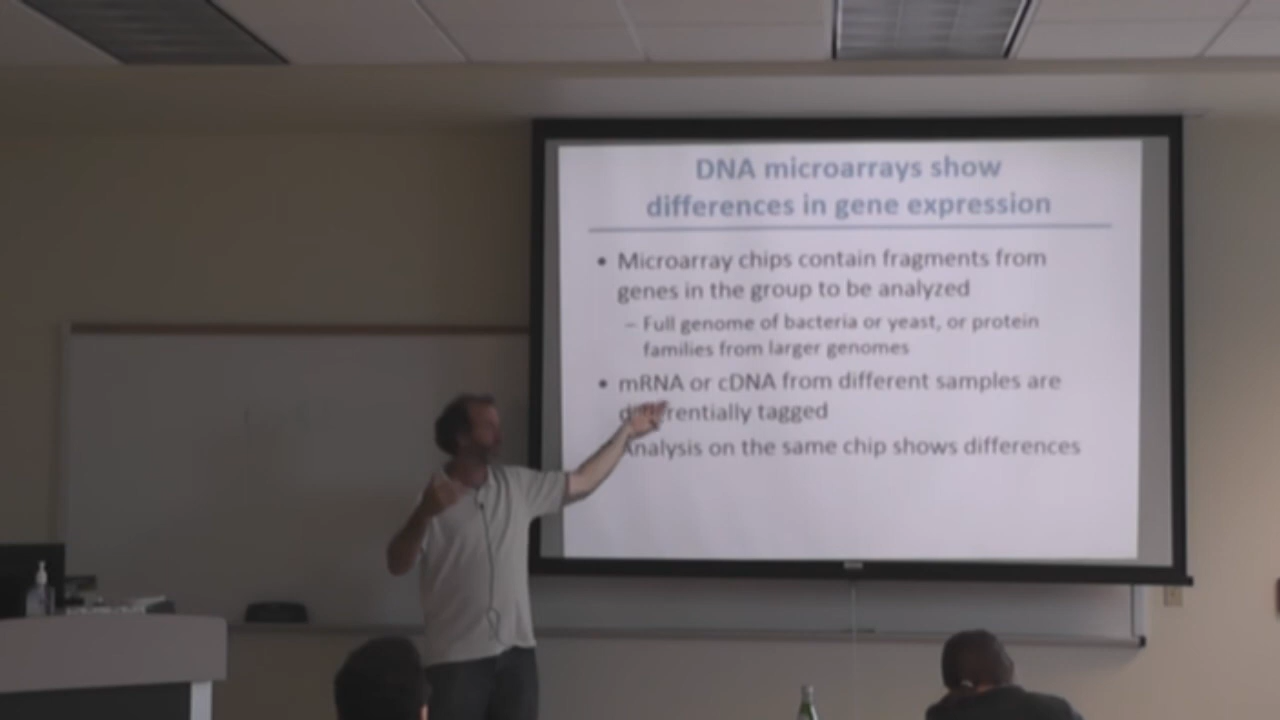 DNA microarrays show
differences in gene expression
• Microarray chips contain fragments from
genes in the group to be analyzed
– Full genome of bacteria or yeast, or protein
families from larger genomes
• mRNA or cDNA from different samples are
differentially tagged
Analysis on the same chip shows differences